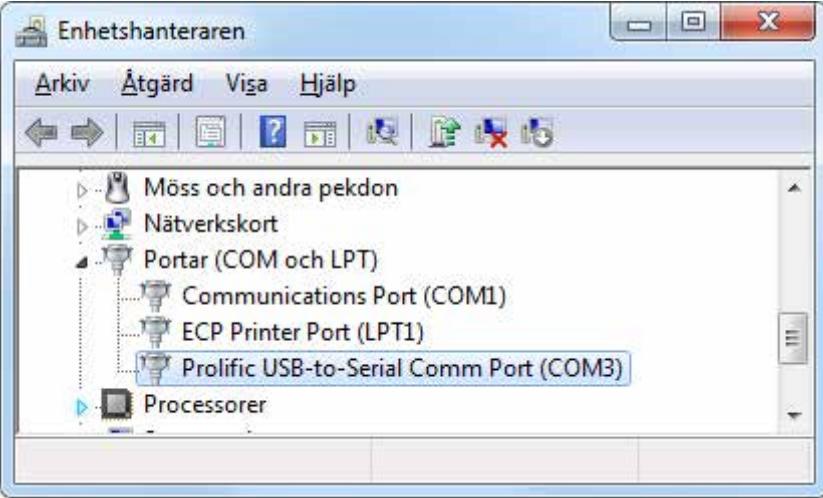 Enhetshanteraren
Arkiv Åtgärd Visa Hjälp
Möss och andra pekdon
Nätverkskort
Portar (COM och LPT)
Communications Port (COM1)
ECP Printer Port (LPT1)
Prolific USB-to-Serial Comm Port (COM3)
Processorer